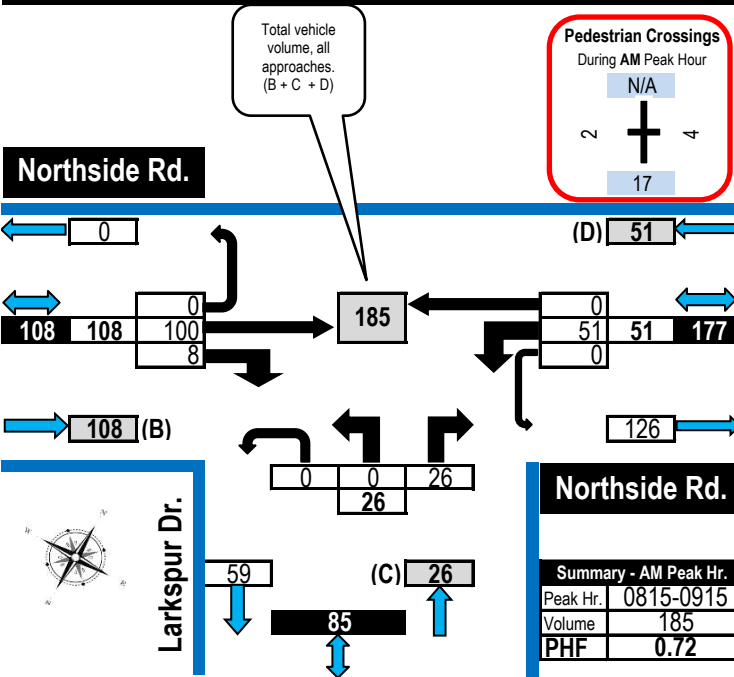 Total vehicle
volume, all
approaches.
(B + C + D)
Pedestrian Crossings
During AM Peak Hour
N/A
2
4
17
Northside Rd.
0
(D) 51
0
100
8
108 108
185
0
51
0
51 177
108 (B)
126
0 0 26
26
Northside Rd.
Larkspur Dr.
N
W
59
(C) 26
85
Summary - AM Peak Hr.
Peak Hr. 0815-0915
Volume 185
PHF 0.72